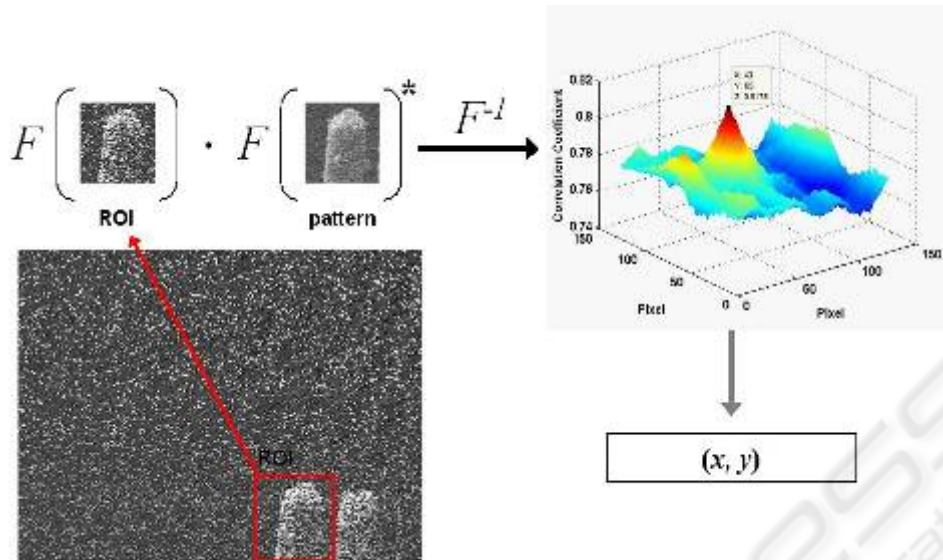 F ( ) · F ( )* F⁻¹
ROI
pattern
ROI
Correlation Coefficient
0.82
0.8
0.78
0.76
0.74
150
100
50
0
Pixel
0
50
100
150
Pixel
(x, y)